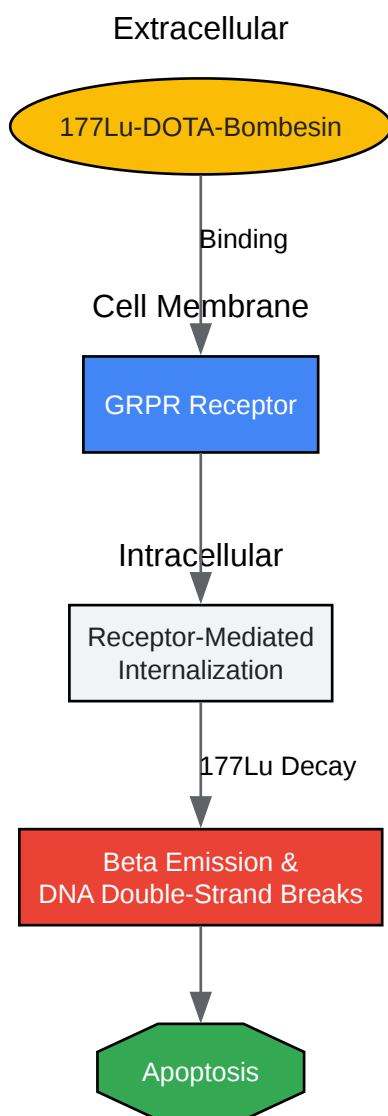 Extracellular
177Lu-DOTA-Bombesin
Binding
Cell Membrane
GRPR Receptor
Intracellular
Receptor-Mediated
Internalization
177Lu Decay
Beta Emission &
DNA Double-Strand Breaks
Apoptosis